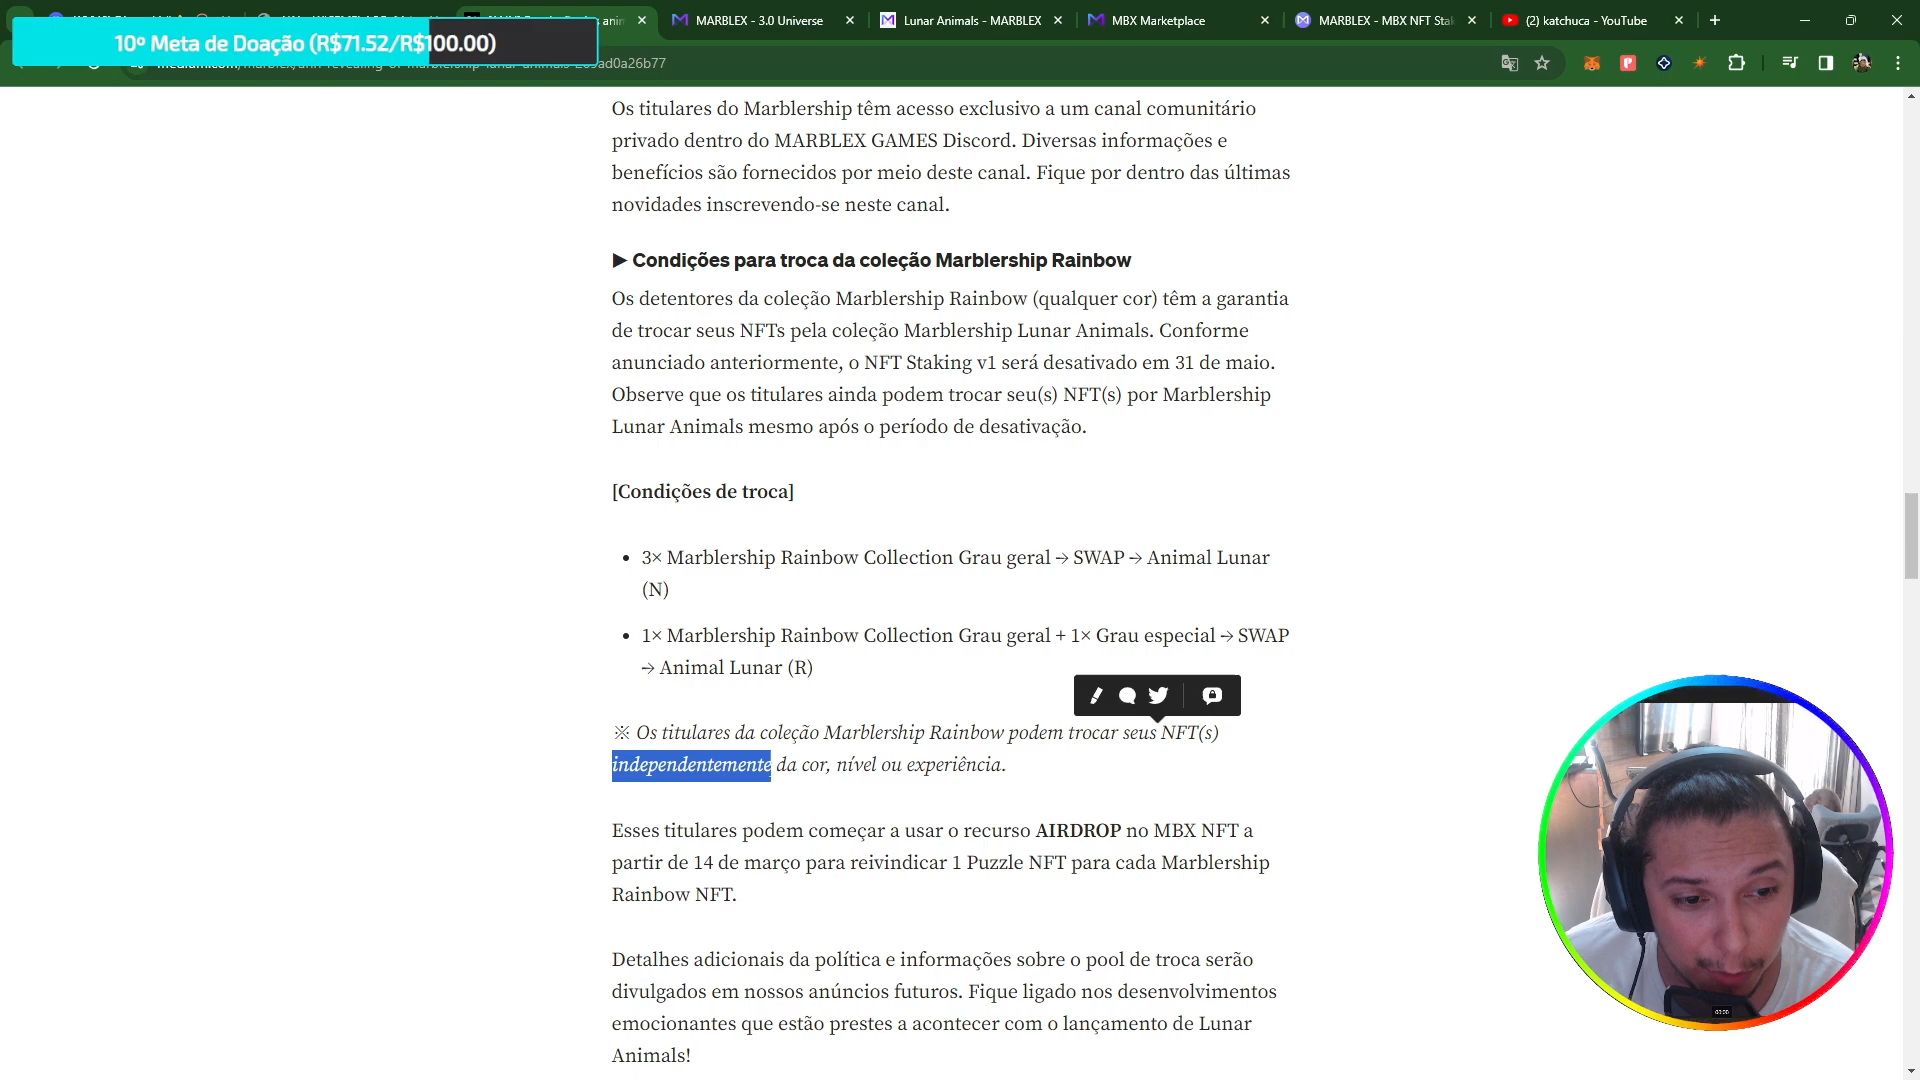 MARBLEX - 3.0 Universe
Lunar Animals - MARBLEX
MBX Marketplace
MARBLEX - MBX NFT Sta
(2) katchuca - YouTube
10º Meta de Doação (R$71.52/R$100.00)
Os titulares do Marblership têm acesso exclusivo a um canal comunitário
privado dentro do MARBLEX GAMES Discord. Diversas informações e
benefícios são fornecidos por meio deste canal. Fique por dentro das últimas
novidades inscrevendo-se neste canal.
▶ Condições para troca da coleção Marblership Rainbow
Os detentores da coleção Marblership Rainbow (qualquer cor) têm a garantia
de trocar seus NFTs pela coleção Marblership Lunar Animals. Conforme
anunciado anteriormente, o NFT Staking v1 será desativado em 31 de maio.
Observe que os titulares ainda podem trocar seu(s) NFT(s) por Marblership
Lunar Animals mesmo após o período de desativação.
[Condições de troca]
• 3× Marblership Rainbow Collection Grau geral → SWAP → Animal Lunar
(N)
• 1× Marblership Rainbow Collection Grau geral + 1× Grau especial → SWAP
→ Animal Lunar (R)
※ Os titulares da coleção Marblership Rainbow podem trocar seus NFT(s)
independentemente da cor, nível ou experiência.
Esses titulares podem começar a usar o recurso AIRDROP no MBX NFT a
partir de 14 de março para reivindicar 1 Puzzle NFT para cada Marblership
Rainbow NFT.
Detalhes adicionais da política e informações sobre o pool de troca serão
divulgados em nossos anúncios futuros. Fique ligado nos desenvolvimentos
emocionantes que estão prestes a acontecer com o lançamento de Lunar
Animals!
00:00